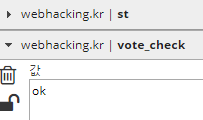 webhacking.kr | st
webhacking.kr | vote_check
값
ok